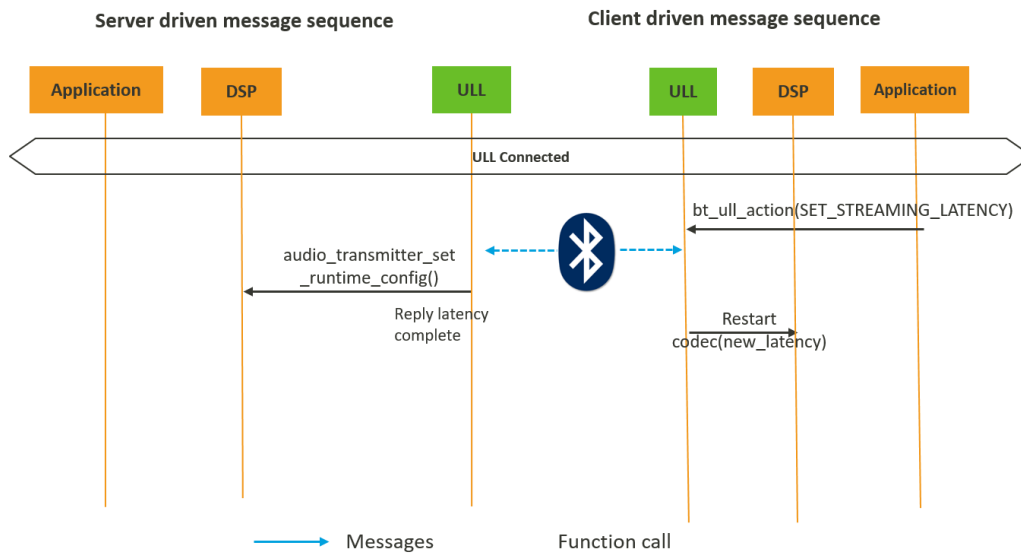 Server driven message sequence
Client driven message sequence
Application
DSP
ULL
ULL
DSP
Application
ULL Connected
bt_ull_action(SET_STREAMING_LATENCY)
audio_transmitter_set
_runtime_config()
Reply latency
complete
Restart
codec(new_latency)
Messages
Function call